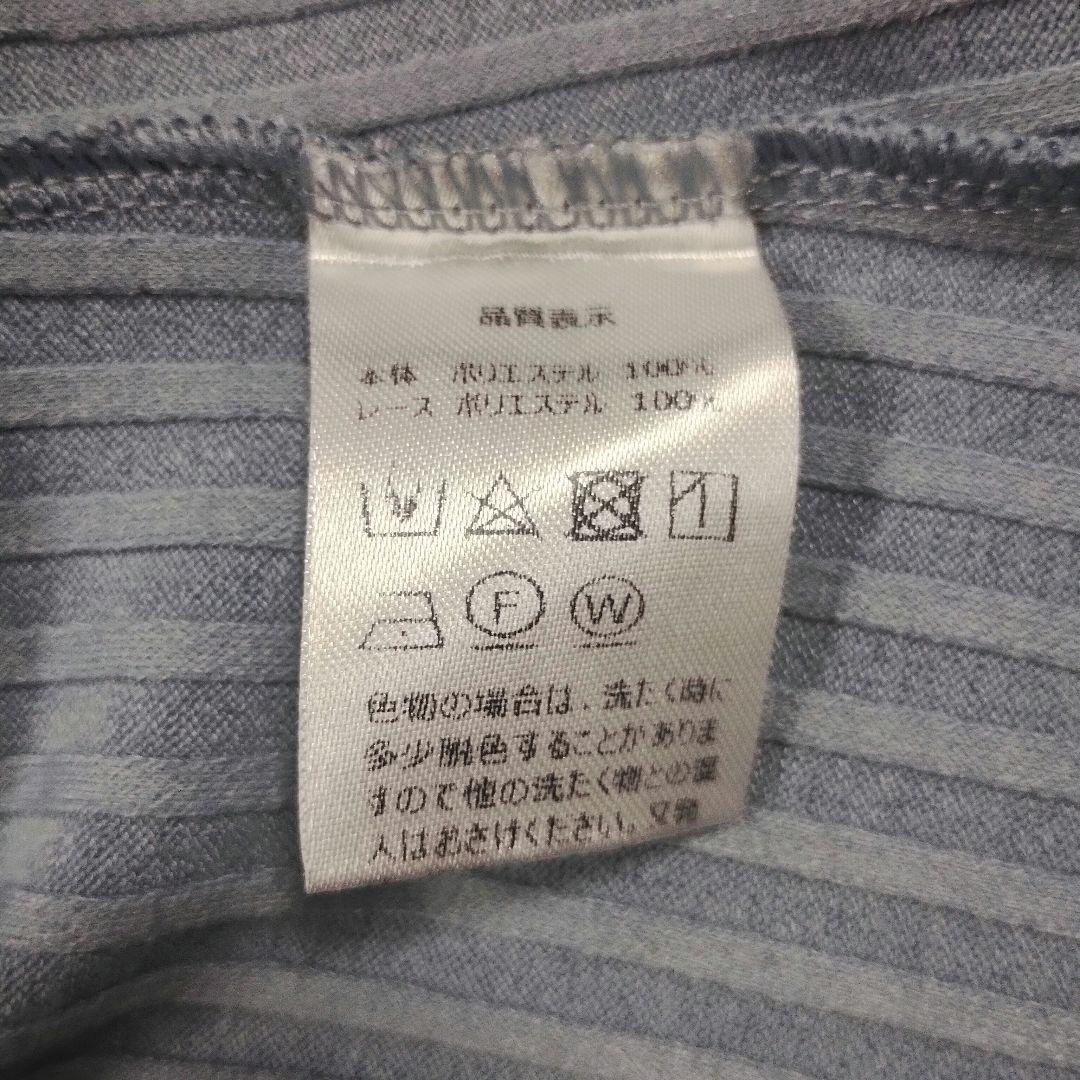 品質表示
本体 ポリエステル 100%
レース ポリエステル 100%
F W
色物の場合は、洗たく時に
多少脱色することがありま
すので他の洗たく物との混
入はおさけください。又発